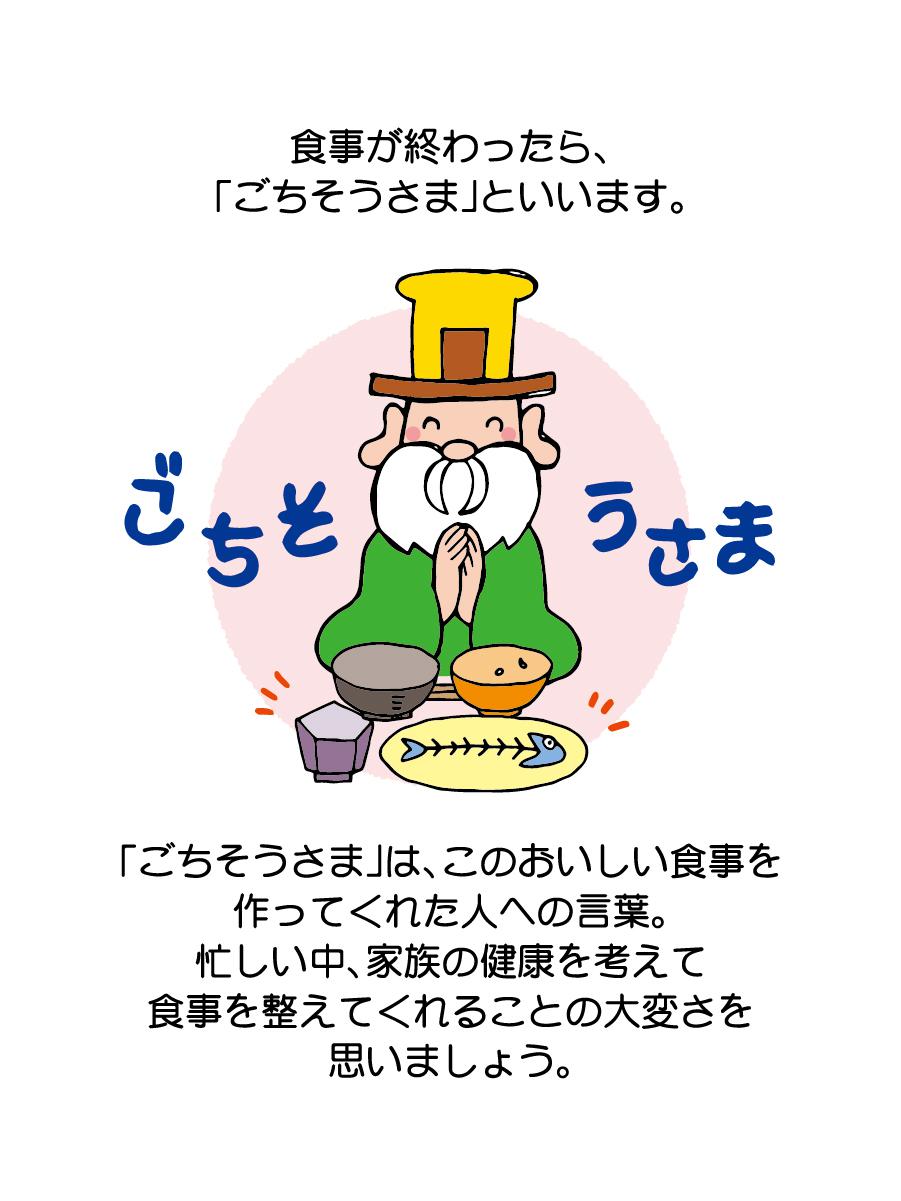 食事が終わったら、
「ごちそうさま」といいます。
ごちそうさま
「ごちそうさま」は、このおいしい食事を
作ってくれた人への言葉。
忙しい中、家族の健康を考えて
食事を整えてくれることの大変さを
思いましょう。